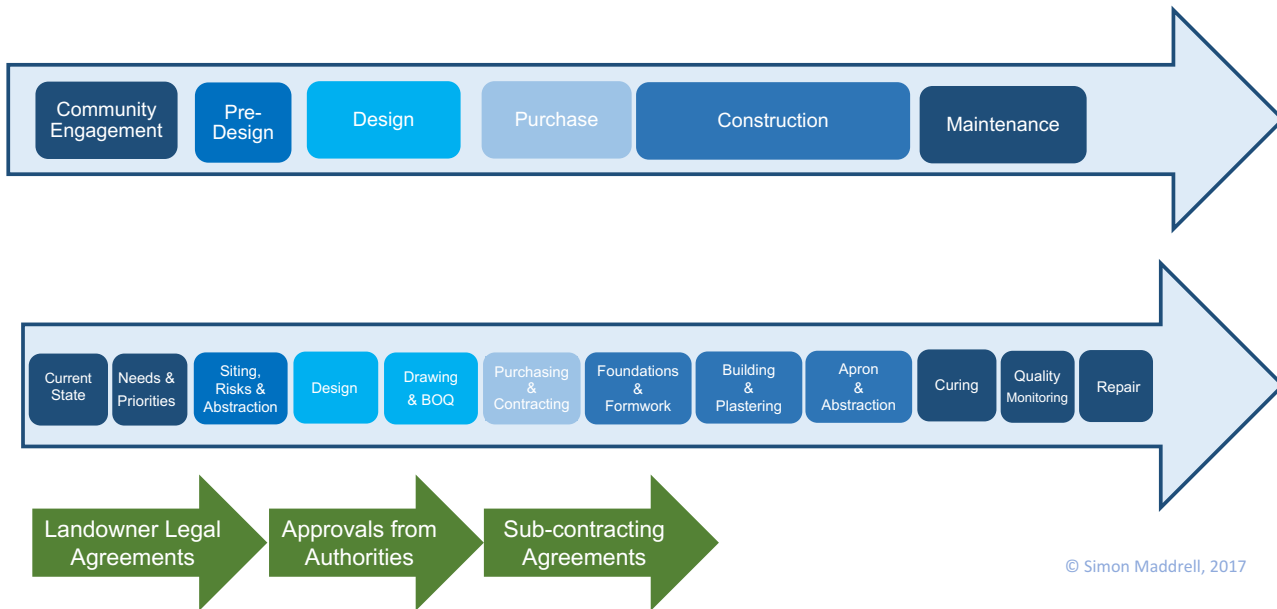 Community
Engagement
Pre-
Design
Design
Purchase
Construction
Maintenance
Current
State
Needs &
Priorities
Siting,
Risks &
Abstraction
Design
Drawing
& BOQ
Purchasing
&
Contracting
Foundations
&
Formwork
Building
&
Plastering
Apron
&
Abstraction
Curing
Quality
Monitoring
Repair
Landowner Legal
Agreements
Approvals from
Authorities
Sub-contracting
Agreements
© Simon Maddrell, 2017